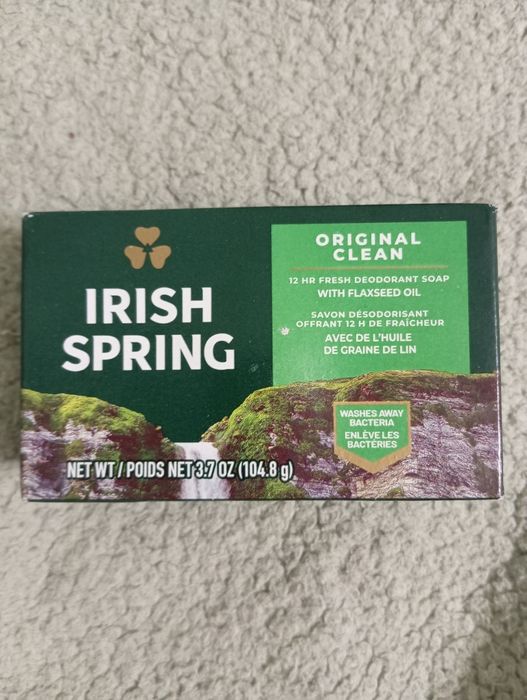 IRISH
SPRING
ORIGINAL
CLEAN
12 HR FRESH DEODORANT SOAP
WITH FLAXSEED OIL
SAVON DÉSODORISANT
OFFRANT 12 H DE FRAÎCHEUR
AVEC DE L'HUILE
DE GRAINE DE LIN
WASHES AWAY
BACTERIA
ENLÈVE LES
BACTÉRIES
NET WT / POIDS NET 3.7 OZ (104.8 g)